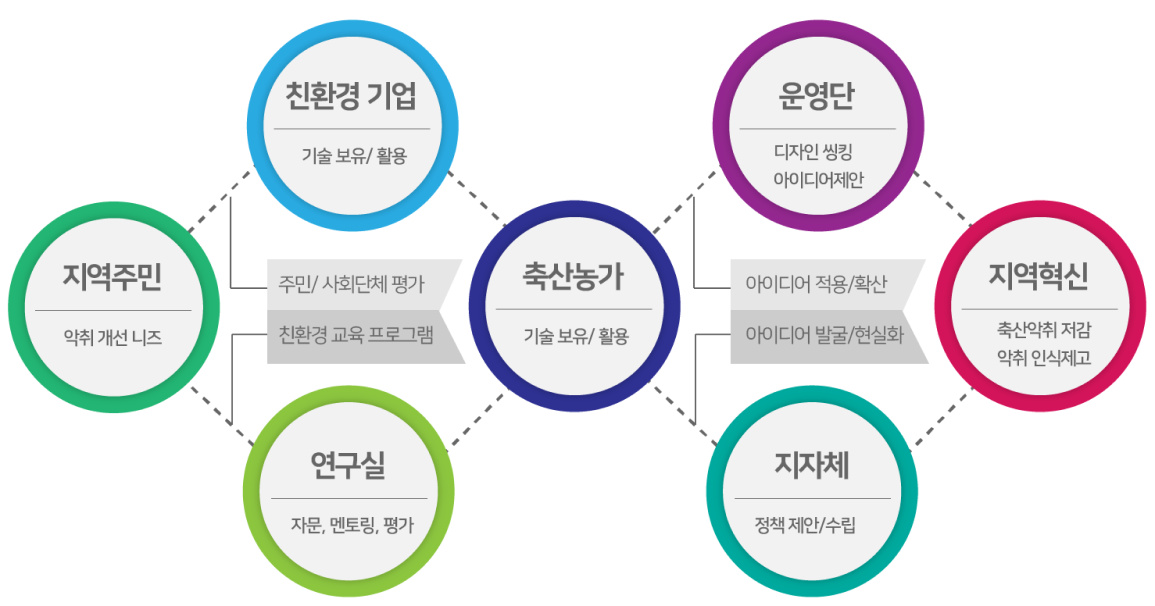 친환경 기업
기술 보유/ 활용
운영단
디자인 씽킹
아이디어제안
지역주민
악취 개선 니즈
주민/ 사회단체 평가
친환경 교육 프로그램
축산농가
기술 보유/ 활용
아이디어 적용/확산
아이디어 발굴/현실화
지역혁신
축산악취 저감
악취 인식제고
연구실
자문, 멘토링, 평가
지자체
정책 제안/수립